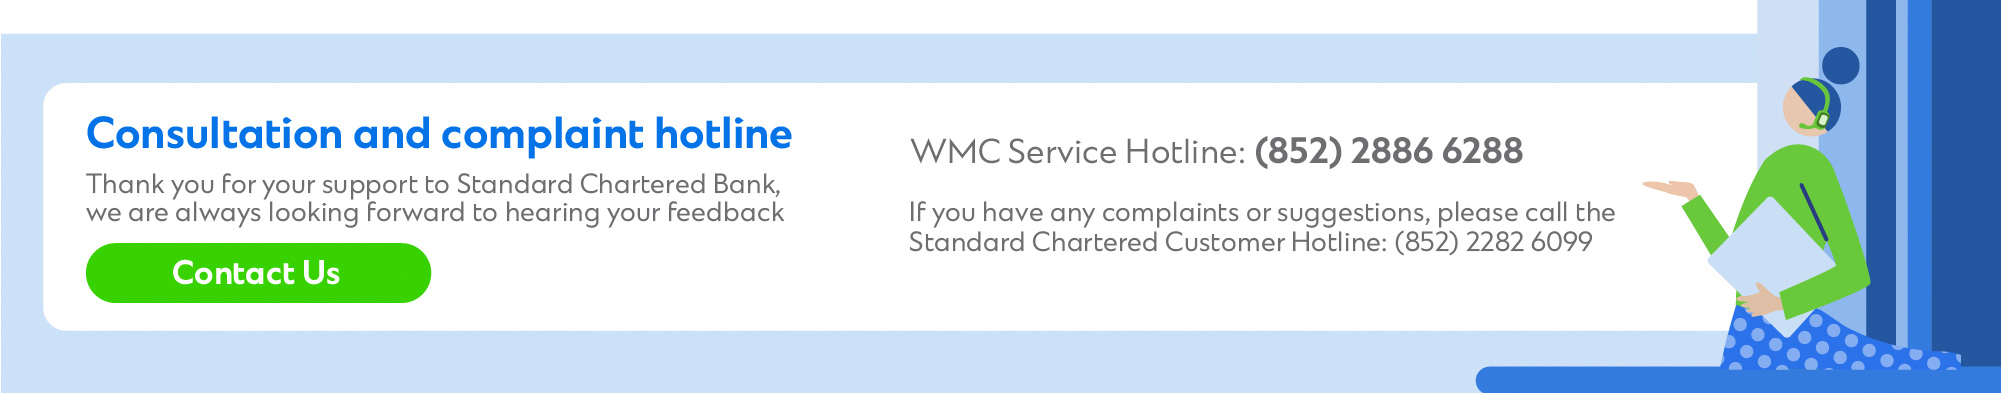 Consultation and complaint hotline
Thank you for your support to Standard Chartered Bank,
we are always looking forward to hearing your feedback
Contact Us
WMC Service Hotline: (852) 2886 6288
If you have any complaints or suggestions, please call the
Standard Chartered Customer Hotline: (852) 2282 6099